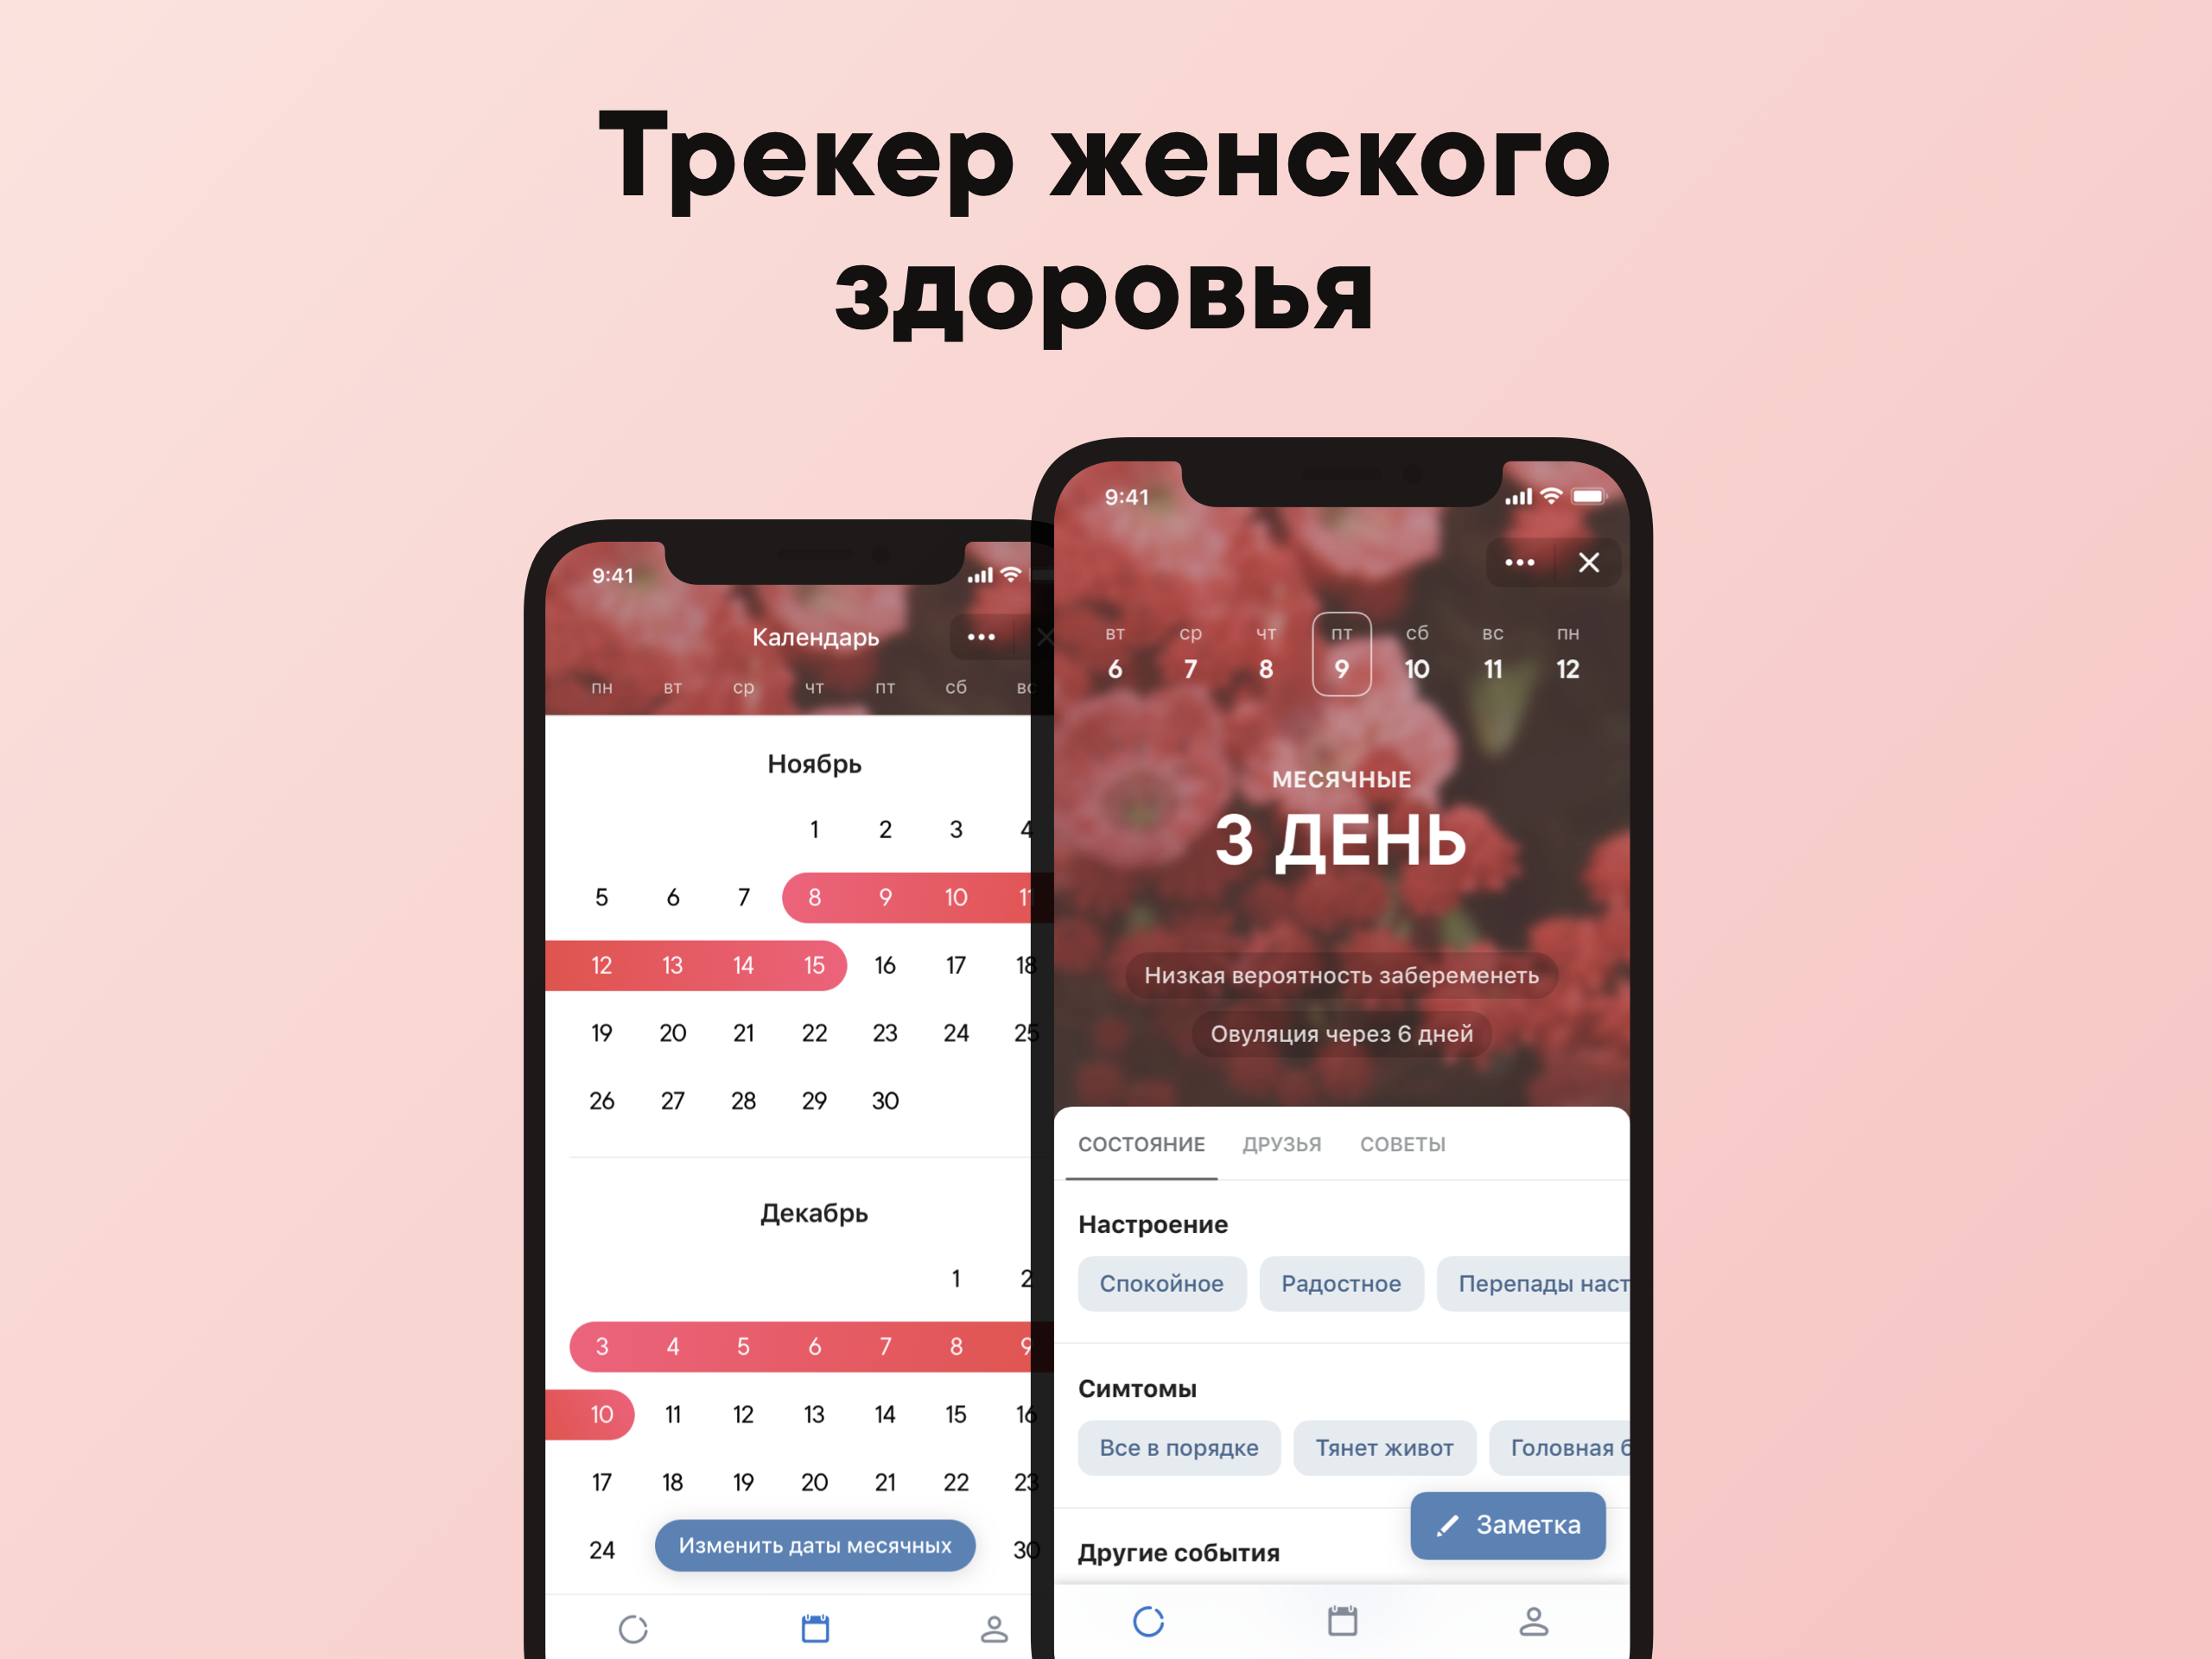 Трекер женского
здоровья
9:41
Календарь
пн вт ср чт пт сб вс
Ноябрь
1 2 3 4
5 6 7 8 9 10 11
12 13 14 15 16 17 18
19 20 21 22 23 24 25
26 27 28 29 30
Декабрь
1 2
3 4 5 6 7 8 9
10 11 12 13 14 15 16
17 18 19 20 21 22 23
24 30
Изменить даты месячных
9:41
вт ср чт пт сб вс пн
6 7 8 9 10 11 12
МЕСЯЧНЫЕ
3 ДЕНЬ
Низкая вероятность забеременеть
Овуляция через 6 дней
СОСТОЯНИЕ ДРУЗЬЯ СОВЕТЫ
Настроение
Спокойное Радостное Перепады наст
Симтомы
Все в порядке Тянет живот Головная б
Заметка
Другие события